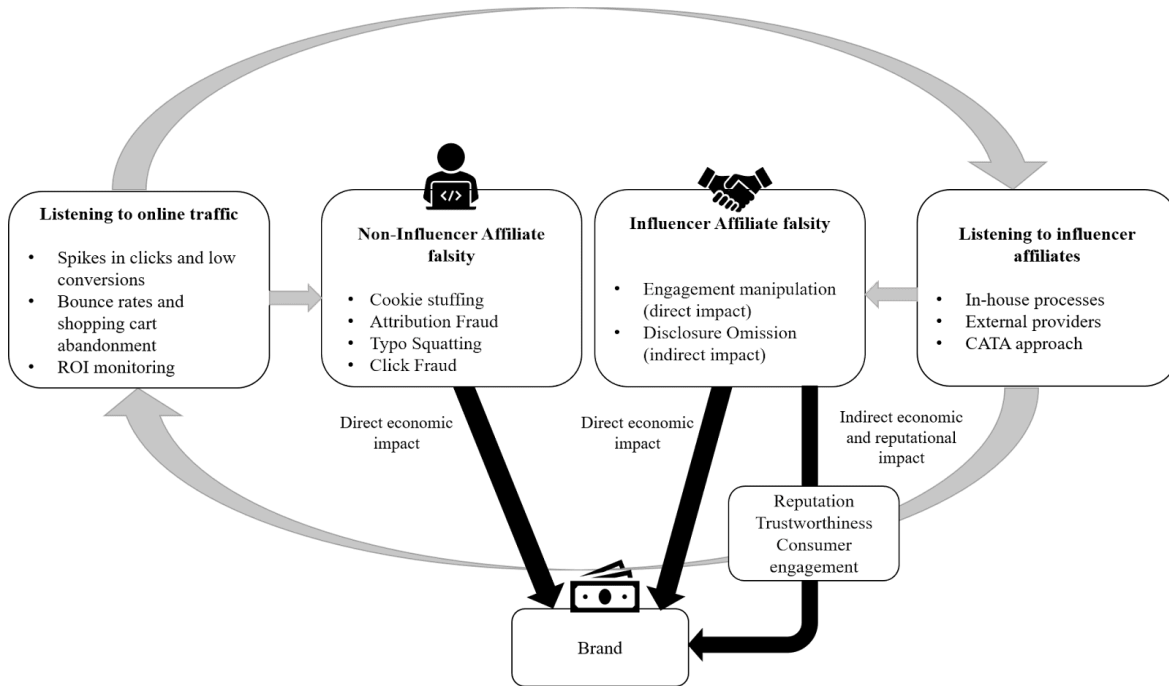 Listening to online traffic
• Spikes in clicks and low
conversions
• Bounce rates and
shopping cart
abandonment
• ROI monitoring
</>
Non-Influencer Affiliate
falsity
• Cookie stuffing
• Attribution Fraud
• Typo Squatting
• Click Fraud
Influencer Affiliate falsity
• Engagement manipulation
(direct impact)
• Disclosure Omission
(indirect impact)
Listening to influencer
affiliates
• In-house processes
• External providers
• CATA approach
Direct economic
impact
Direct economic
impact
Indirect economic
and reputational
impact
Reputation
Trustworthiness
Consumer
engagement
Brand